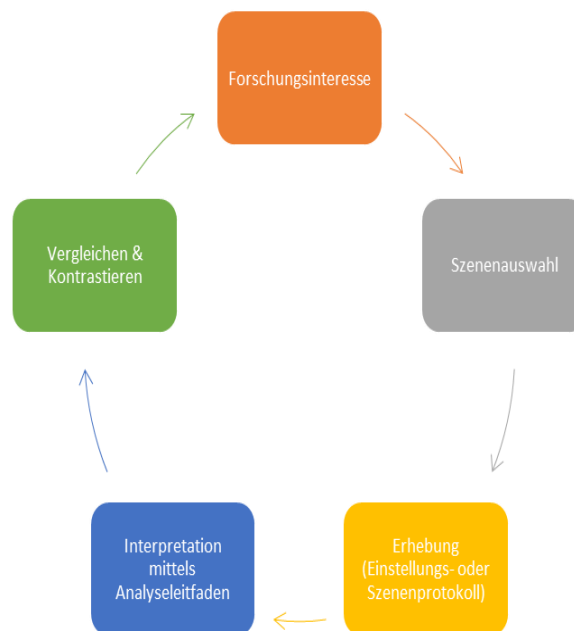 Forschungsinteresse
Szenenauswahl
Erhebung
(Einstellungs- oder
Szenenprotokoll)
Interpretation
mittels
Analyseleitfaden
Vergleichen &
Kontrastieren